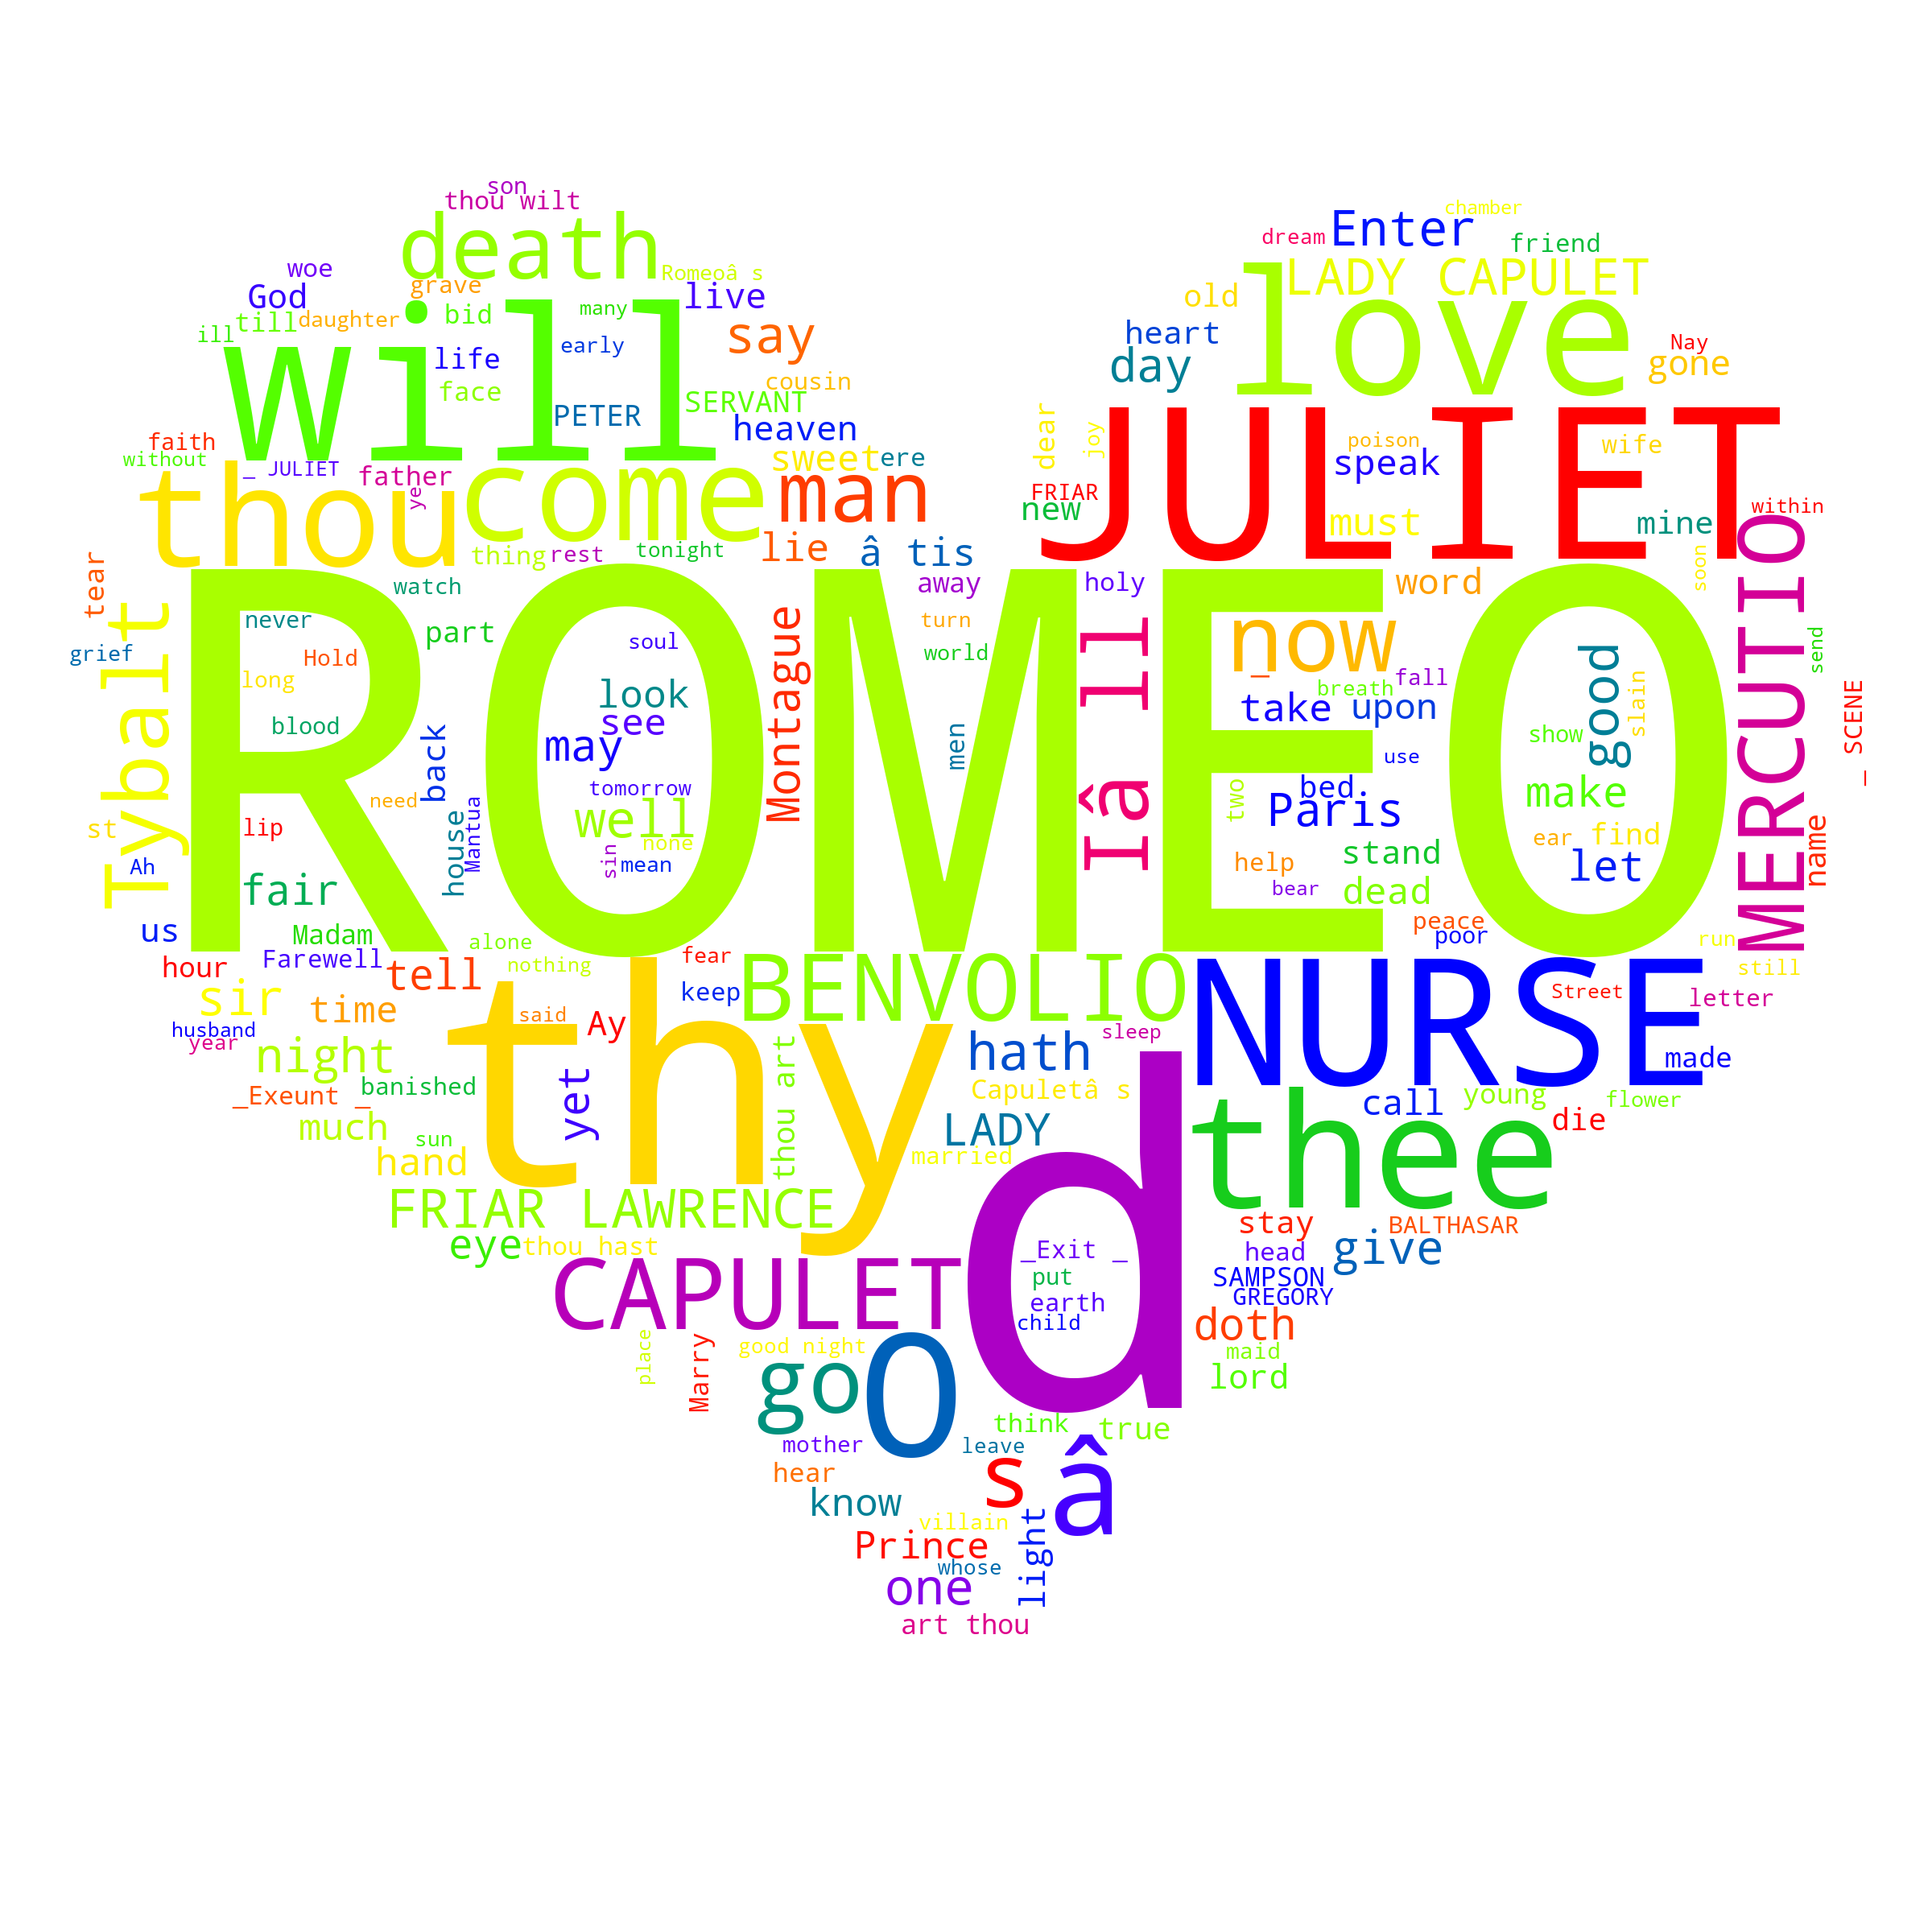 son
thou wilt
death
woe
God
grave
Romeoâ s
live
ill
till
daughter
bid
many
say
will
life
early
face
cousin
PETER
SERVANT
faith
heaven
without
_ JULIET
father
sweet
ere
thou
ye
come
man
thing
rest
tonight
lie
â tis
chamber
dream
Enter
friend
LADY CAPULET
old
love
heart
Nay
day
gone
dear
joy
JULIET
poison
wife
speak
FRIAR
new
must
mine
within
tear
watch
away
holy
word
soon
MERCUTIO
Tybalt
ROMEO
never
part
soul
Montague
turn
Iâ ll
now
_
good
send
grief
Hold
world
long
look
breath
fall
slain
_ SCENE
blood
see
take
upon
back
may
men
show
use
need
tomorrow
two
bed
make
st
lip
house
Mantua
well
Paris
name
none
ear
find
Ah
sin
mean
help
stand
let
fair
bear
dead
us
Madam
alone
peace
poor
run
hour
Farewell
tell
nothing
fear
BENVOLIO
NURSE
still
sir
time
said
keep
Street
letter
husband
year
Ay
thy
sleep
night
hath
made
_Exeunt _
banished
yet
thou art
Capuletâ s
call
young
flower
much
sun
LADY
thee
die
hand
married
d
FRIAR LAWRENCE
stay
BALTHASAR
eye
thou hast
_Exit _
head
give
CAPULET
put
SAMPSON
earth
GREGORY
child
doth
place
Marry
good night
maid
go
O
lord
think
true
mother
leave
hear
s
â
know
villain
light
Prince
whose
one
art thou